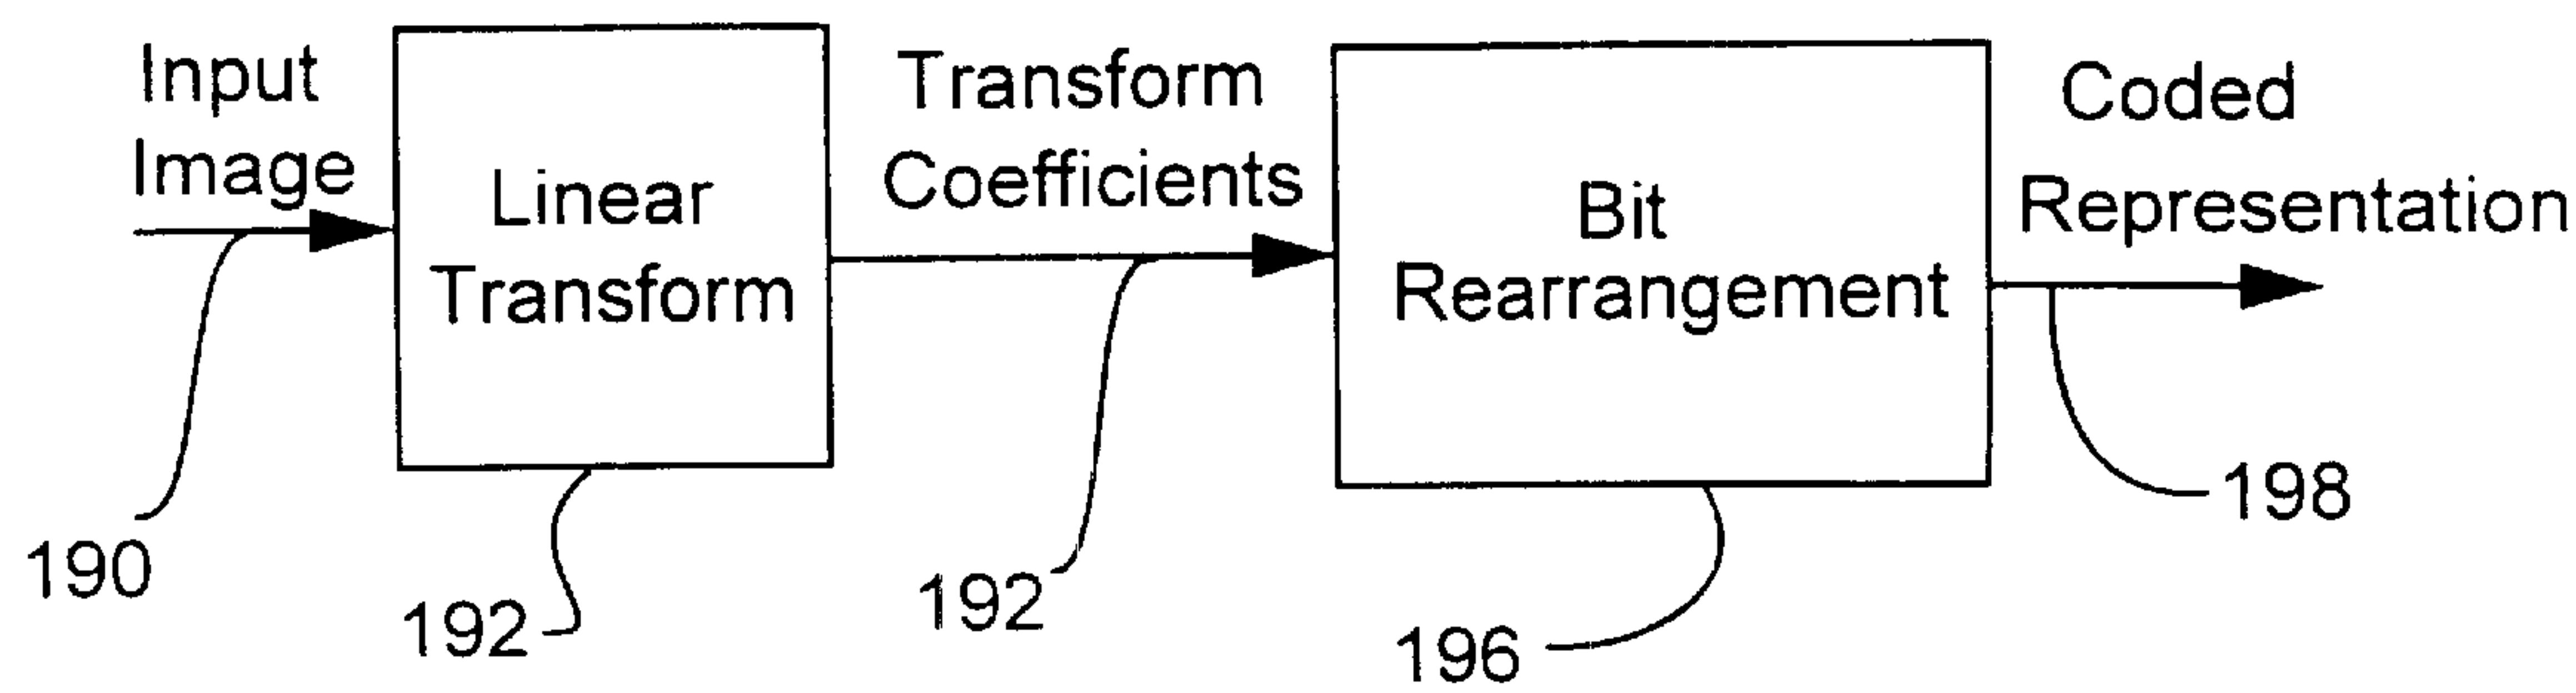 Input
Image
Linear
Transform
Transform
Coefficients
Bit
Rearrangement
Coded
Representation
190
192
192
196
198